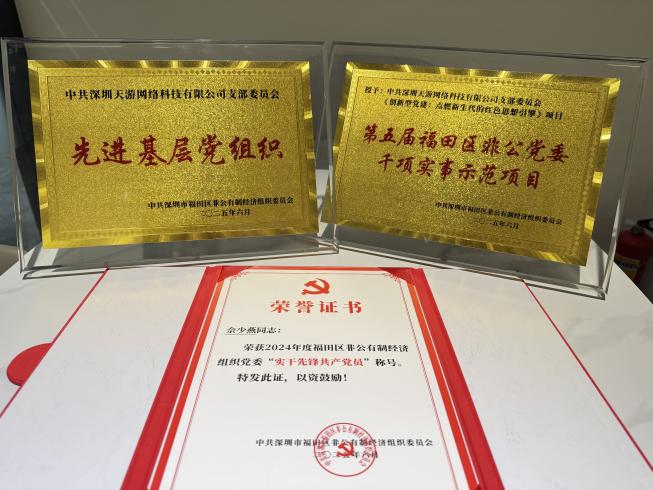 中共深圳天游网络科技有限公司支部委员会
先进基层党组织
中共深圳市福田区非公有制经济组织委员会
二〇二五年六月
授予：中共深圳天游网络科技有限公司支部委员会
《创新型党建：点燃新生代的红色思想引擎》项目
第五届福田区非公党委
千项实事示范项目
中共深圳市福田区非公有制经济组织委员会
二〇二五年六月
荣誉证书
佘少燕同志：
荣获2024年度福田区非公有制经济
组织党委“实干先锋共产党员”称号。
特发此证，以资鼓励！
中共深圳市福田区非公有制经济组织委员会
二〇二五年六月